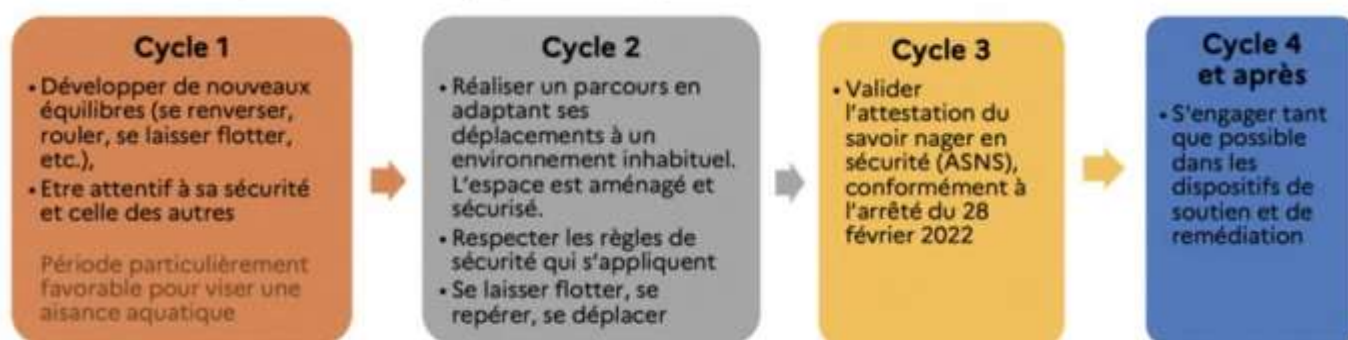 Cycle 1
• Développer de nouveaux
équilibres (se renverser,
rouler, se laisser flotter,
etc.),
• Etre attentif à sa sécurité
et celle des autres
Période particulièrement
favorable pour viser une
aisance aquatique
Cycle 2
• Réaliser un parcours en
adaptant ses
déplacements à un
environnement inhabituel.
L'espace est aménagé et
sécurisé.
• Respecter les règles de
sécurité qui s'appliquent
• Se laisser flotter, se
repérer, se déplacer
Cycle 3
• Valider
l'attestation du
savoir nager en
sécurité (ASNS),
conformément à
l'arrêté du 28
février 2022
Cycle 4
et après
• S'engager tant
que possible
dans les
dispositifs de
soutien et de
remédiation